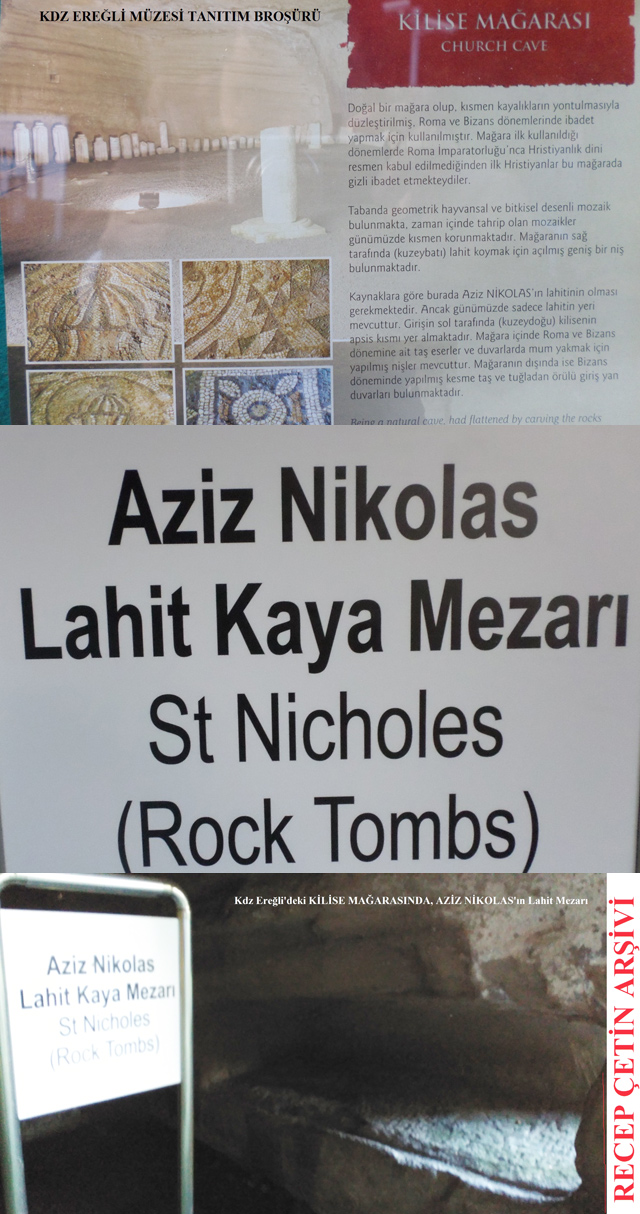 KDZ EREĞLİ MÜZESİ TANITIM BROŞÜRÜ
KİLİSE MAĞARASI
CHURCH CAVE
Doğal bir mağara olup, kısmen kayalıkların yontulmasıyla
düzleştirilmiş, Roma ve Bizans dönemlerinde ibadet
yapmak için kullanılmıştır. Mağara ilk kullanıldığı
dönemlerde Roma İmparatorluğu'nca Hristiyanlık dini
resmen kabul edilmediğinden ilk Hristiyanlar bu mağarada
gizli ibadet etmekteydiler.
Tabanda geometrik hayvansal ve bitkisel desenli mozaik
bulunmakta, zaman içinde tahrip olan mozaikler
günümüzde kısmen korunmaktadır. Mağaranın sağ
tarafında (kuzeybatı) lahit koymak için açılmış geniş bir niş
bulunmaktadır.
Kaynaklara göre burada Aziz NİKOLAS'ın lahitinin olması
gerekmektedir. Ancak günümüzde sadece lahitin yeri
mevcuttur. Girişin sol tarafında (kuzeydoğu) kilisenin
apsis kısmı yer almaktadır. Mağara içinde Roma ve Bizans
dönemine ait taş eserler ve duvarlarda mum yakmak için
yapılmış nişler mevcuttur. Mağaranın dışında ise Bizans
döneminde yapılmış kesme taş ve tuğladan örülü giriş yan
duvarları bulunmaktadır.
Being a natural cave, had flattened by carving the rocks
Aziz Nikolas
Lahit Kaya Mezarı
St Nicholes
(Rock Tombs)
Kdz Ereğli'deki KİLİSE MAĞARASINDA, AZİZ NİKOLAS'ın Lahit Mezarı
Aziz Nikolas
Lahit Kaya Mezarı
St Nicholes
(Rock Tombs)
RECEP ÇETİN ARŞİVİ